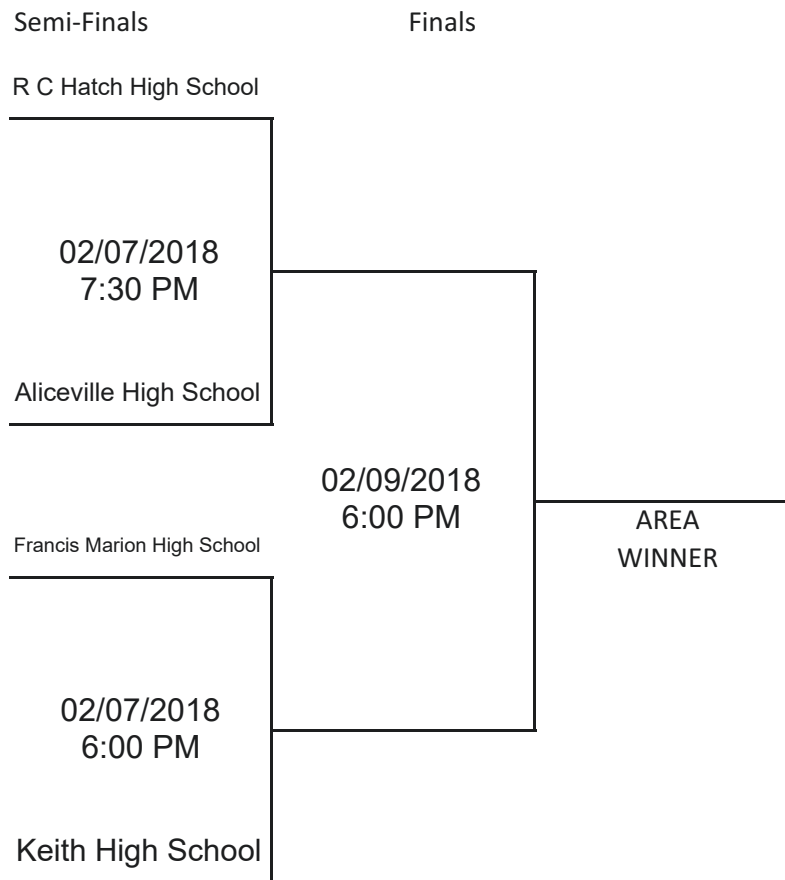 Semi-Finals
Finals
R C Hatch High School
02/07/2018
7:30 PM
Aliceville High School
02/09/2018
6:00 PM
AREA
WINNER
Francis Marion High School
02/07/2018
6:00 PM
Keith High School